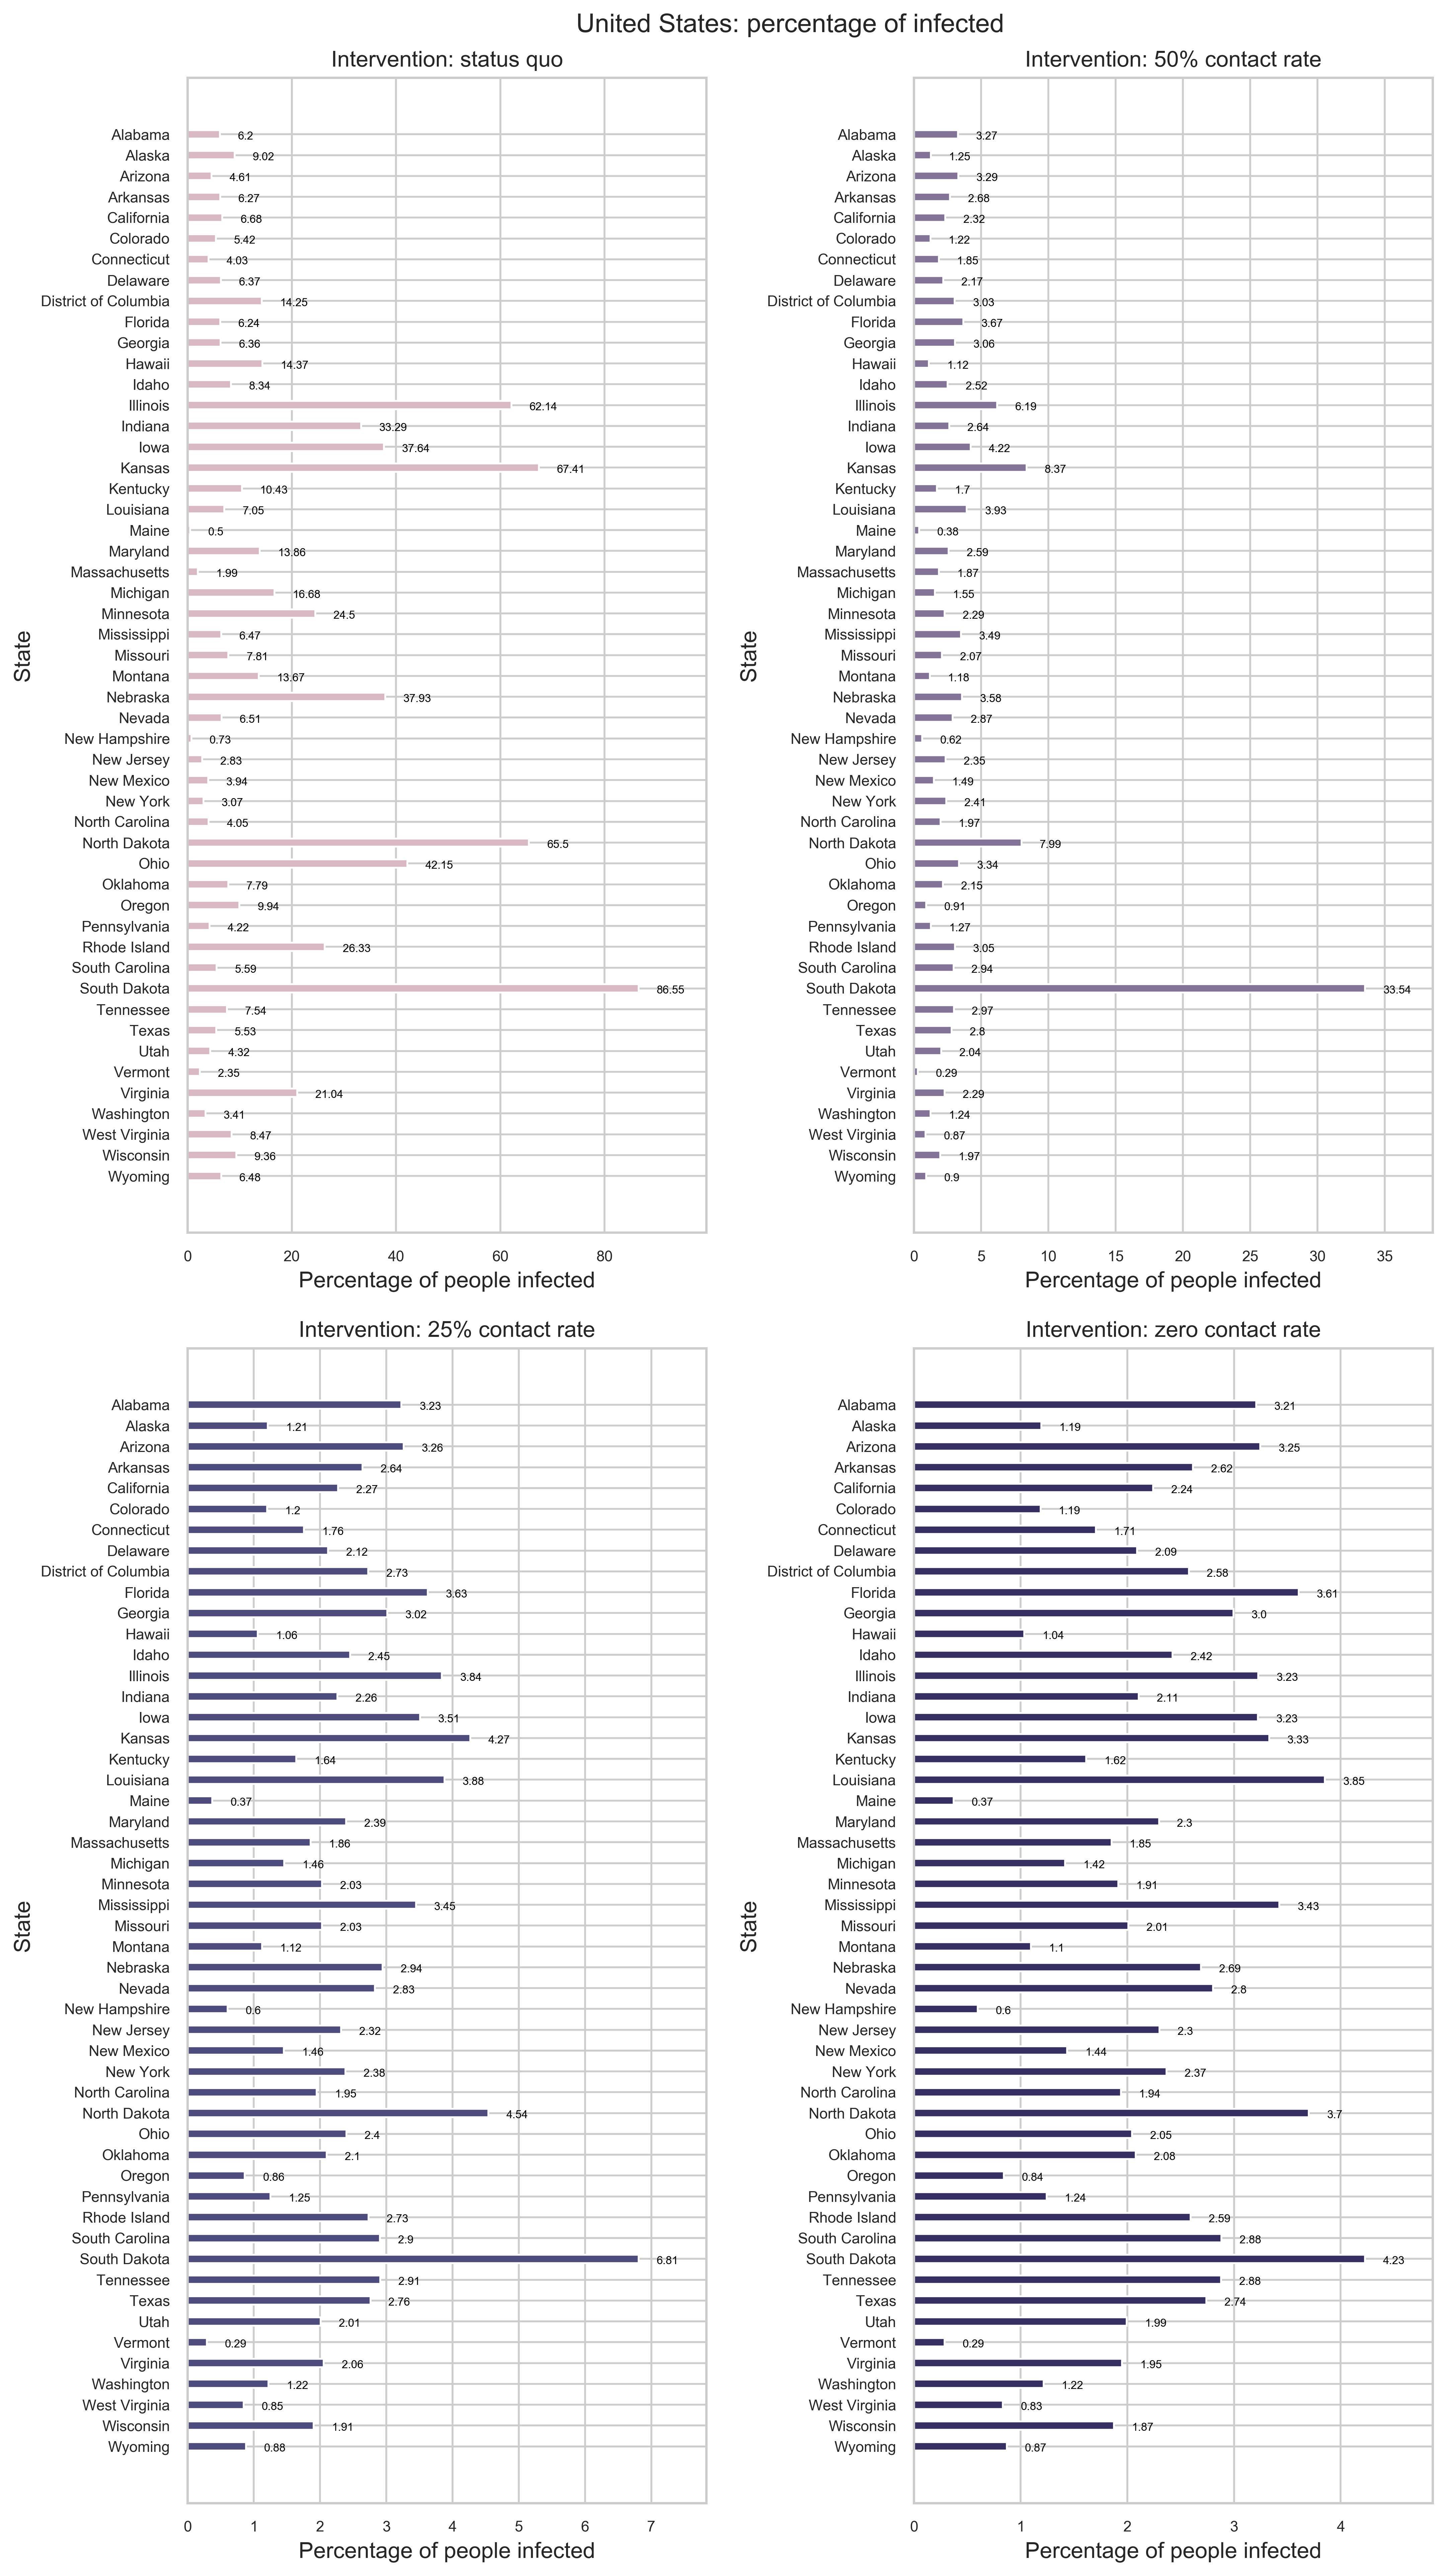 United States: percentage of infected
Intervention: status quo
State
Alabama 6.2
Alaska 9.02
Arizona 4.61
Arkansas 6.27
California 6.68
Colorado 5.42
Connecticut 4.03
Delaware 6.37
District of Columbia 14.25
Florida 6.24
Georgia 6.36
Hawaii 14.37
Idaho 8.34
Illinois 62.14
Indiana 33.29
Iowa 37.64
Kansas 67.41
Kentucky 10.43
Louisiana 7.05
Maine 0.5
Maryland 13.86
Massachusetts 1.99
Michigan 16.68
Minnesota 24.5
Mississippi 6.47
Missouri 7.81
Montana 13.67
Nebraska 37.93
Nevada 6.51
New Hampshire 0.73
New Jersey 2.83
New Mexico 3.94
New York 3.07
North Carolina 4.05
North Dakota 65.5
Ohio 42.15
Oklahoma 7.79
Oregon 9.94
Pennsylvania 4.22
Rhode Island 26.33
South Carolina 5.59
South Dakota 86.55
Tennessee 7.54
Texas 5.53
Utah 4.32
Vermont 2.35
Virginia 21.04
Washington 3.41
West Virginia 8.47
Wisconsin 9.36
Wyoming 6.48
0 20 40 60 80
Percentage of people infected
Intervention: 50% contact rate
State
Alabama 3.27
Alaska 1.25
Arizona 3.29
Arkansas 2.68
California 2.32
Colorado 1.22
Connecticut 1.85
Delaware 2.17
District of Columbia 3.03
Florida 3.67
Georgia 3.06
Hawaii 1.12
Idaho 2.52
Illinois 6.19
Indiana 2.64
Iowa 4.22
Kansas 8.37
Kentucky 1.7
Louisiana 3.93
Maine 0.38
Maryland 2.59
Massachusetts 1.87
Michigan 1.55
Minnesota 2.29
Mississippi 3.49
Missouri 2.07
Montana 1.18
Nebraska 3.58
Nevada 2.87
New Hampshire 0.62
New Jersey 2.35
New Mexico 1.49
New York 2.41
North Carolina 1.97
North Dakota 7.99
Ohio 3.34
Oklahoma 2.15
Oregon 0.91
Pennsylvania 1.27
Rhode Island 3.05
South Carolina 2.94
South Dakota 33.54
Tennessee 2.97
Texas 2.8
Utah 2.04
Vermont 0.29
Virginia 2.29
Washington 1.24
West Virginia 0.87
Wisconsin 1.97
Wyoming 0.9
0 5 10 15 20 25 30 35
Percentage of people infected
Intervention: 25% contact rate
State
Alabama 3.23
Alaska 1.21
Arizona 3.26
Arkansas 2.64
California 2.27
Colorado 1.2
Connecticut 1.76
Delaware 2.12
District of Columbia 2.73
Florida 3.63
Georgia 3.02
Hawaii 1.06
Idaho 2.45
Illinois 3.84
Indiana 2.26
Iowa 3.51
Kansas 4.27
Kentucky 1.64
Louisiana 3.88
Maine 0.37
Maryland 2.39
Massachusetts 1.86
Michigan 1.46
Minnesota 2.03
Mississippi 3.45
Missouri 2.03
Montana 1.12
Nebraska 2.94
Nevada 2.83
New Hampshire 0.6
New Jersey 2.32
New Mexico 1.46
New York 2.38
North Carolina 1.95
North Dakota 4.54
Ohio 2.4
Oklahoma 2.1
Oregon 0.86
Pennsylvania 1.25
Rhode Island 2.73
South Carolina 2.9
South Dakota 6.81
Tennessee 2.91
Texas 2.76
Utah 2.01
Vermont 0.29
Virginia 2.06
Washington 1.22
West Virginia 0.85
Wisconsin 1.91
Wyoming 0.88
0 1 2 3 4 5 6 7
Percentage of people infected
Intervention: zero contact rate
State
Alabama 3.21
Alaska 1.19
Arizona 3.25
Arkansas 2.62
California 2.24
Colorado 1.19
Connecticut 1.71
Delaware 2.09
District of Columbia 2.58
Florida 3.61
Georgia 3.0
Hawaii 1.04
Idaho 2.42
Illinois 3.23
Indiana 2.11
Iowa 3.23
Kansas 3.33
Kentucky 1.62
Louisiana 3.85
Maine 0.37
Maryland 2.3
Massachusetts 1.85
Michigan 1.42
Minnesota 1.91
Mississippi 3.43
Missouri 2.01
Montana 1.1
Nebraska 2.69
Nevada 2.8
New Hampshire 0.6
New Jersey 2.3
New Mexico 1.44
New York 2.37
North Carolina 1.94
North Dakota 3.7
Ohio 2.05
Oklahoma 2.08
Oregon 0.84
Pennsylvania 1.24
Rhode Island 2.59
South Carolina 2.88
South Dakota 4.23
Tennessee 2.88
Texas 2.74
Utah 1.99
Vermont 0.29
Virginia 1.95
Washington 1.22
West Virginia 0.83
Wisconsin 1.87
Wyoming 0.87
0 1 2 3 4
Percentage of people infected